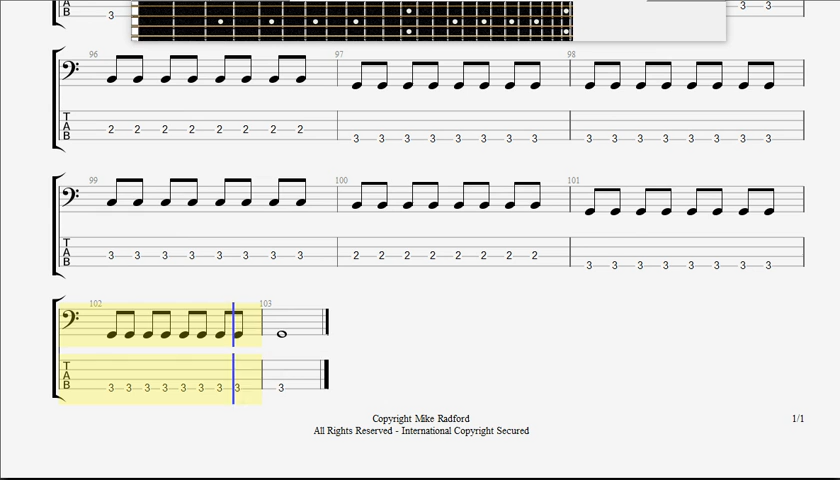 3 3
A
B
3
96 97 98
T
A
B
2 2 2 2 2 2 2 2
3 3 3 3 3 3 3 3 3 3 3 3 3 3 3 3
99 100 101
T
A
B
3 3 3 3 3 3 3 3 2 2 2 2 2 2 2 2
3 3 3 3 3 3 3 3
102 103
T
A
B
3 3 3 3 3 3 3 3 3
Copyright Mike Radford 1/1
All Rights Reserved - International Copyright Secured